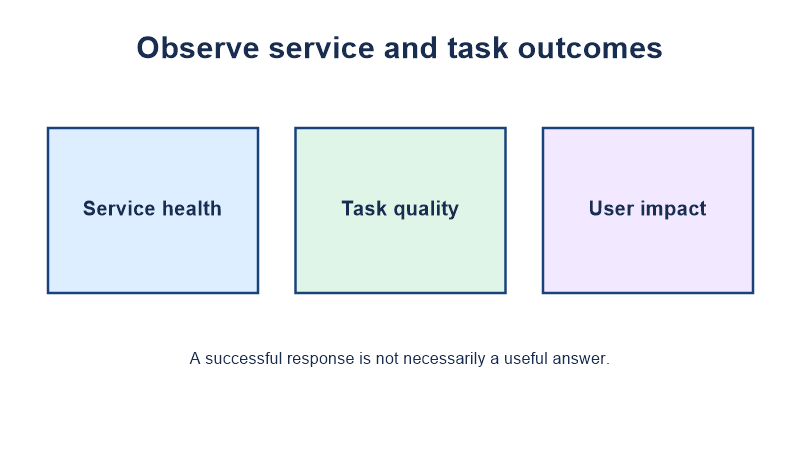 Observe service and task outcomes
Service health
Task quality
User impact
A successful response is not necessarily a useful answer.